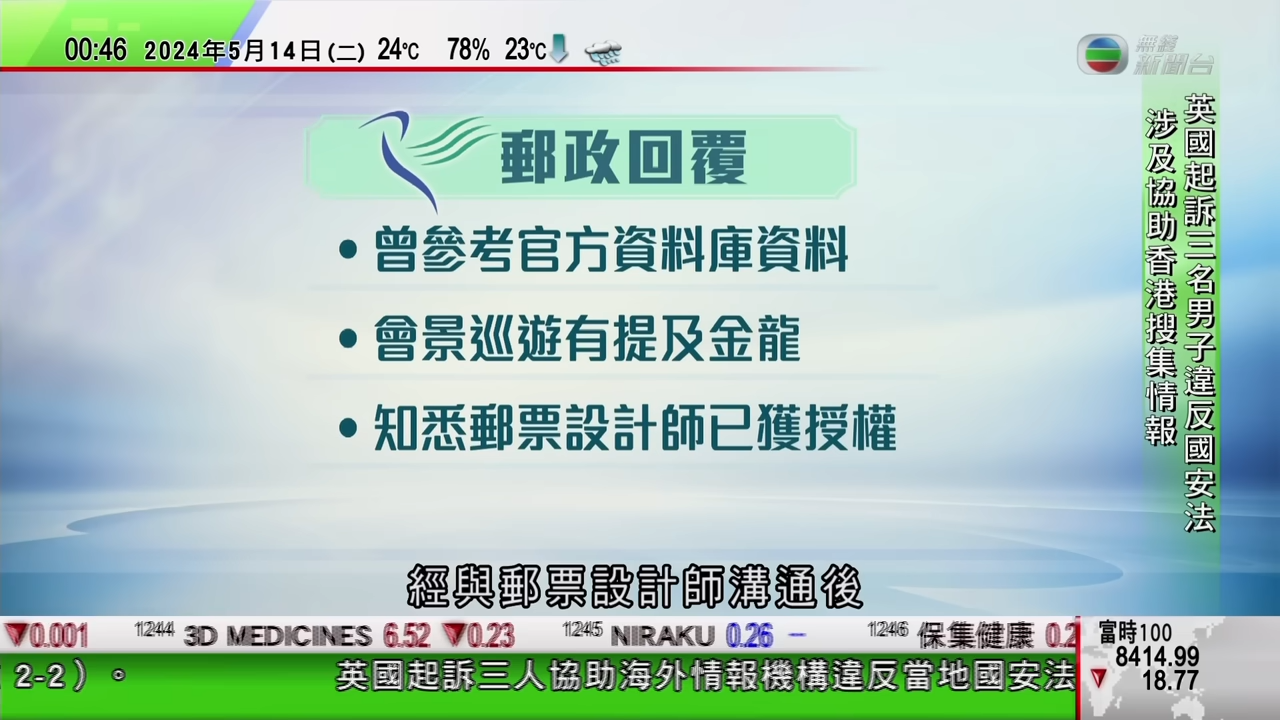 00:46 2024年5月14日(二) 24℃ 78% 23℃
無綫新聞台
郵政回覆
• 曾參考官方資料庫資料
• 會景巡遊有提及金龍
• 知悉郵票設計師已獲授權
英國起訴三名男子違反國安法
涉及協助香港搜集情報
經與郵票設計師溝通後
▼0.001 1244 3D MEDICINES 6.52 ▼0.23 1245 NIRAKU 0.26 – 1246 保集健康 0.2
富時100
8414.99
▼ 18.77
2-2）。 英國起訴三人協助海外情報機構違反當地國安法